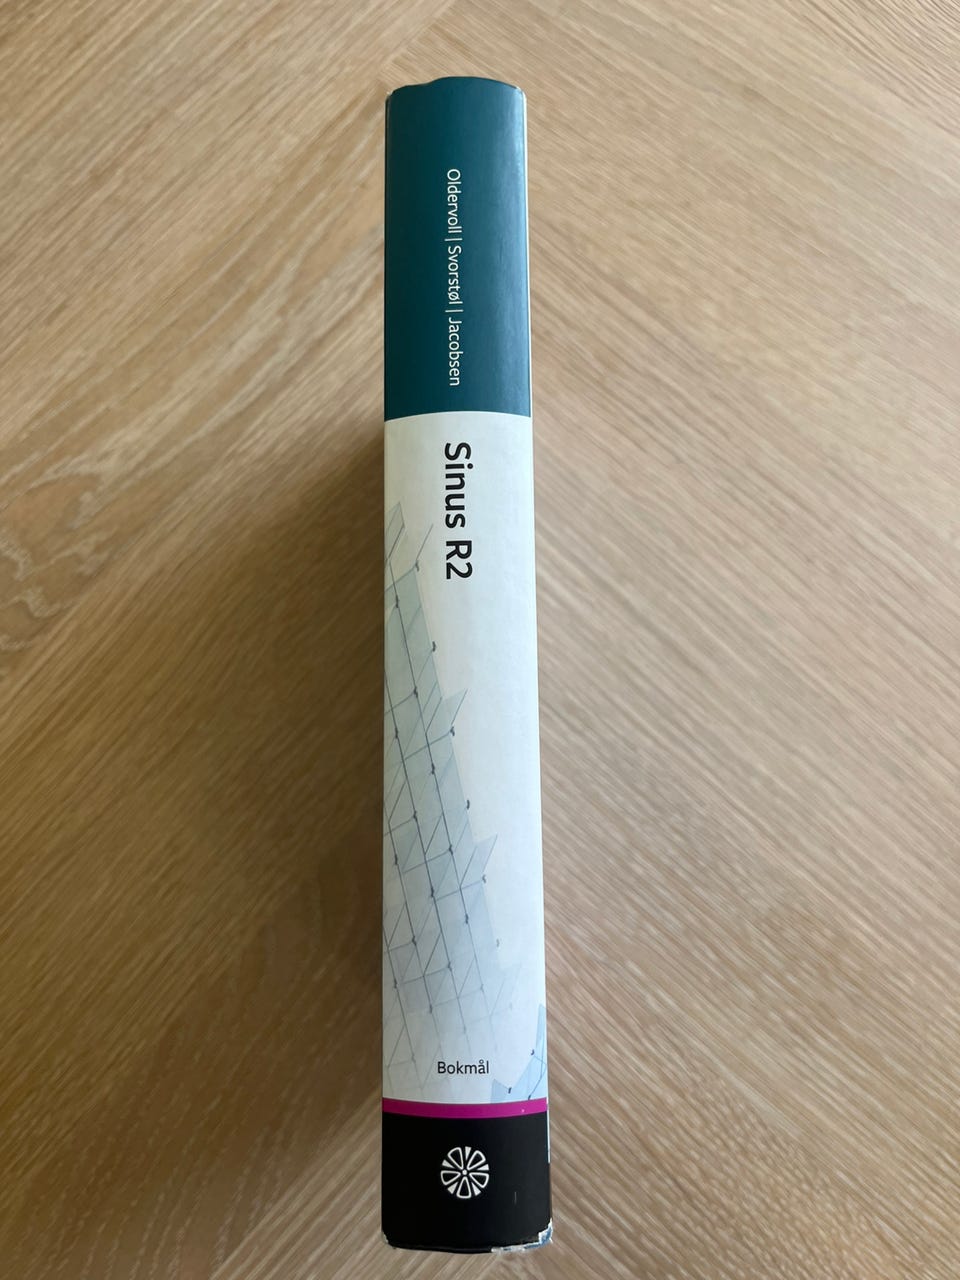 Oldervoll | Svorstøl | Jacobsen
Sinus R2
Bokmål